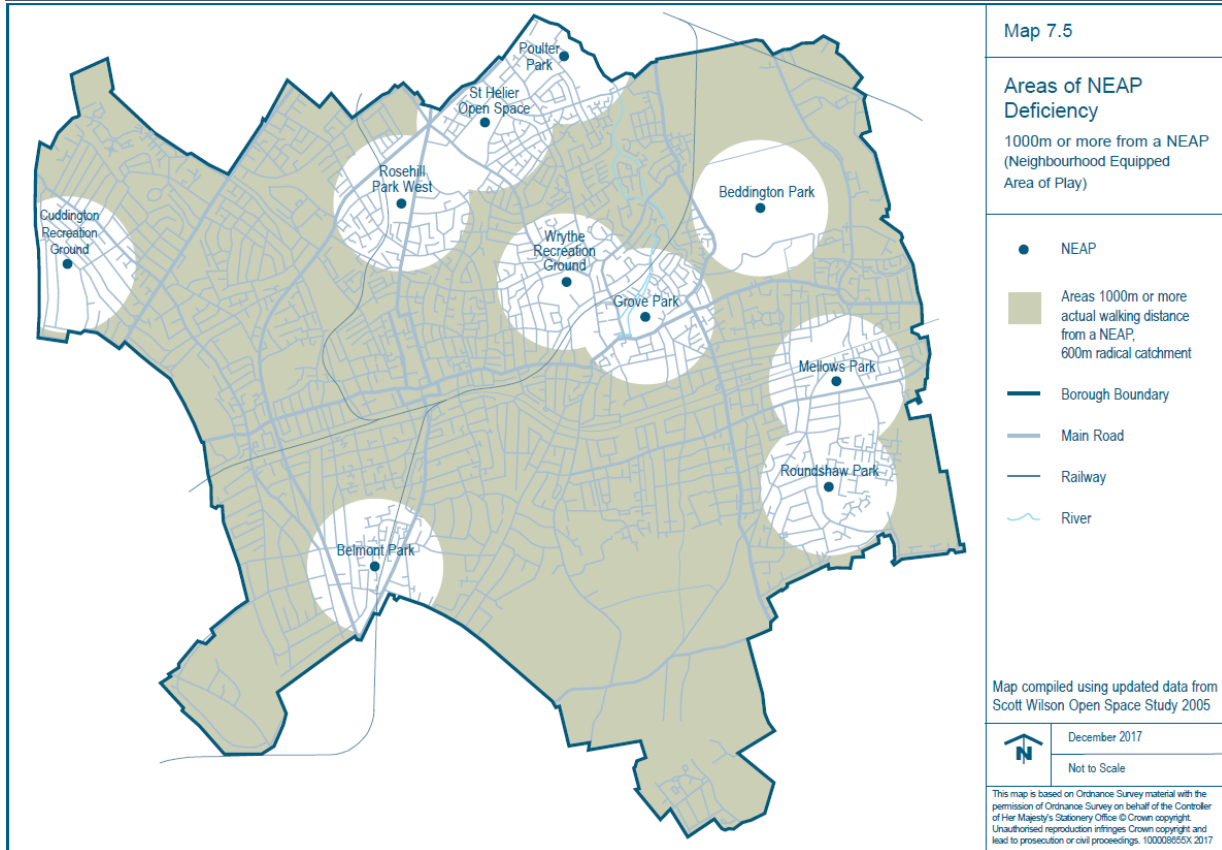 Poulter
Park
St Helier
Open Space
Rosehill
Park West
Beddington Park
Cuddington
Recreation
Ground
Wrythe
Recreation
Ground
Grove Park
Mellows Park
Roundshaw Park
Belmont Park
Map 7.5
Areas of NEAP
Deficiency
1000m or more from a NEAP
(Neighbourhood Equipped
Area of Play)
NEAP
Areas 1000m or more
actual walking distance
from a NEAP,
600m radical catchment
Borough Boundary
Main Road
Railway
River
Map compiled using updated data from
Scott Wilson Open Space Study 2005
N
December 2017
Not to Scale
This map is based on Ordnance Survey material with the
permission of Ordnance Survey on behalf of the Controller
of Her Majesty's Stationery Office © Crown copyright.
Unauthorised reproduction infringes Crown copyright and
lead to prosecution or civil proceedings. 100008655X 2017